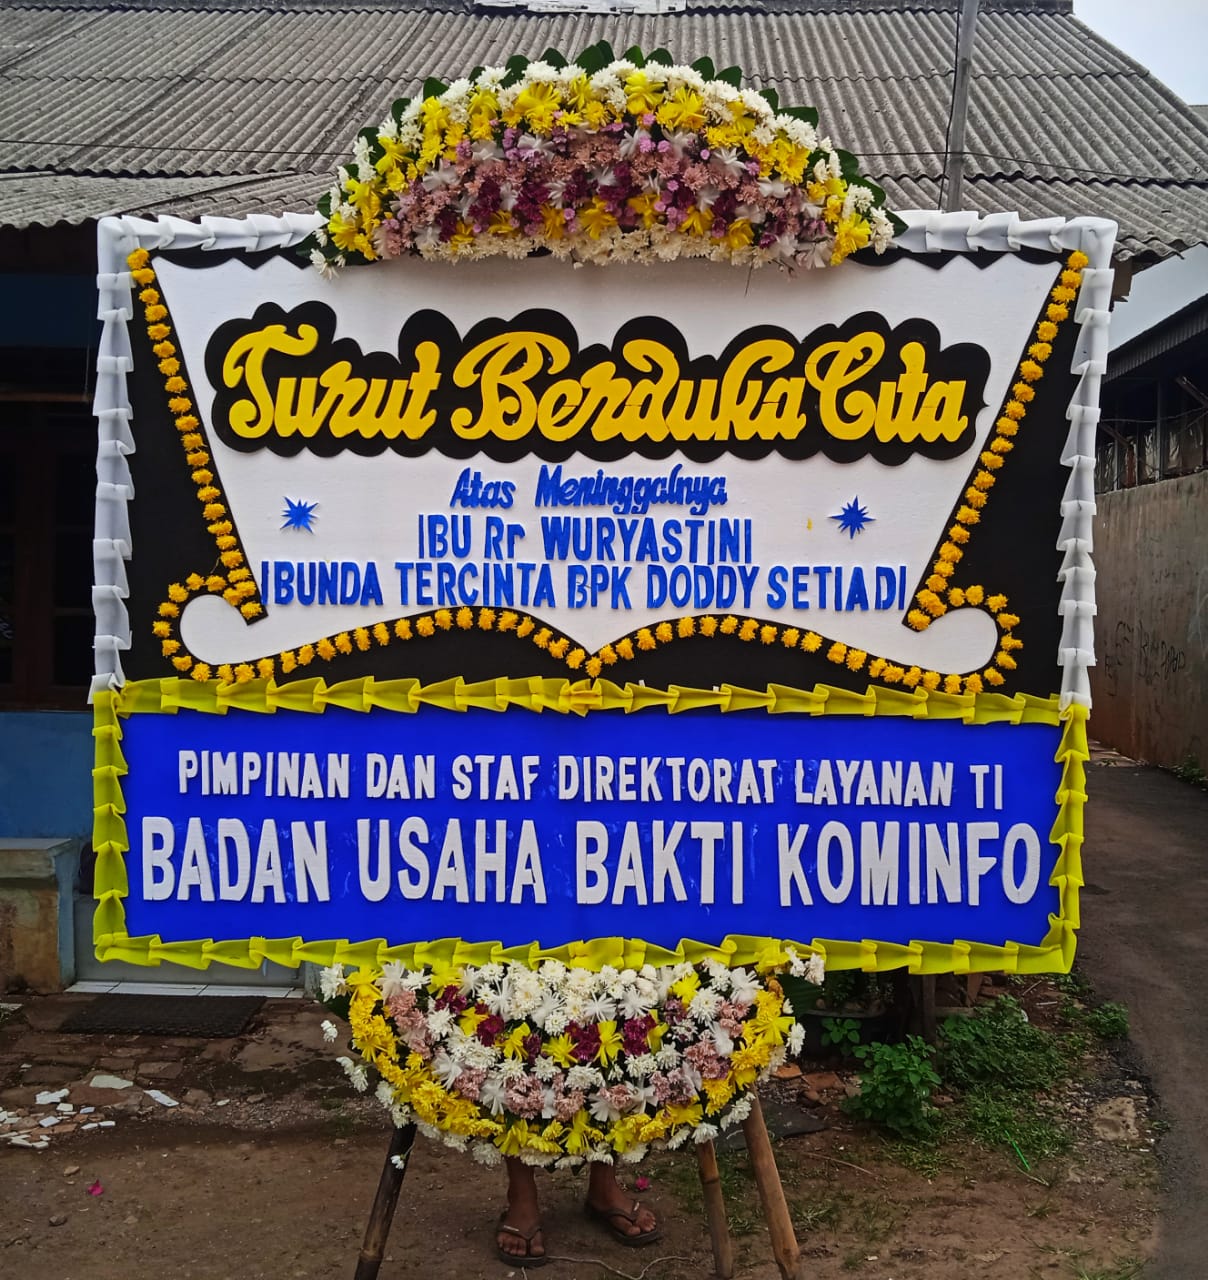 Turut Berduka Cita
Atas Meninggalnya
IBU Rr WURYASTINI
IBUNDA TERCINTA BPK DODDY SETIADI
PIMPINAN DAN STAF DIREKTORAT LAYANAN TI
BADAN USAHA BAKTI KOMINFO